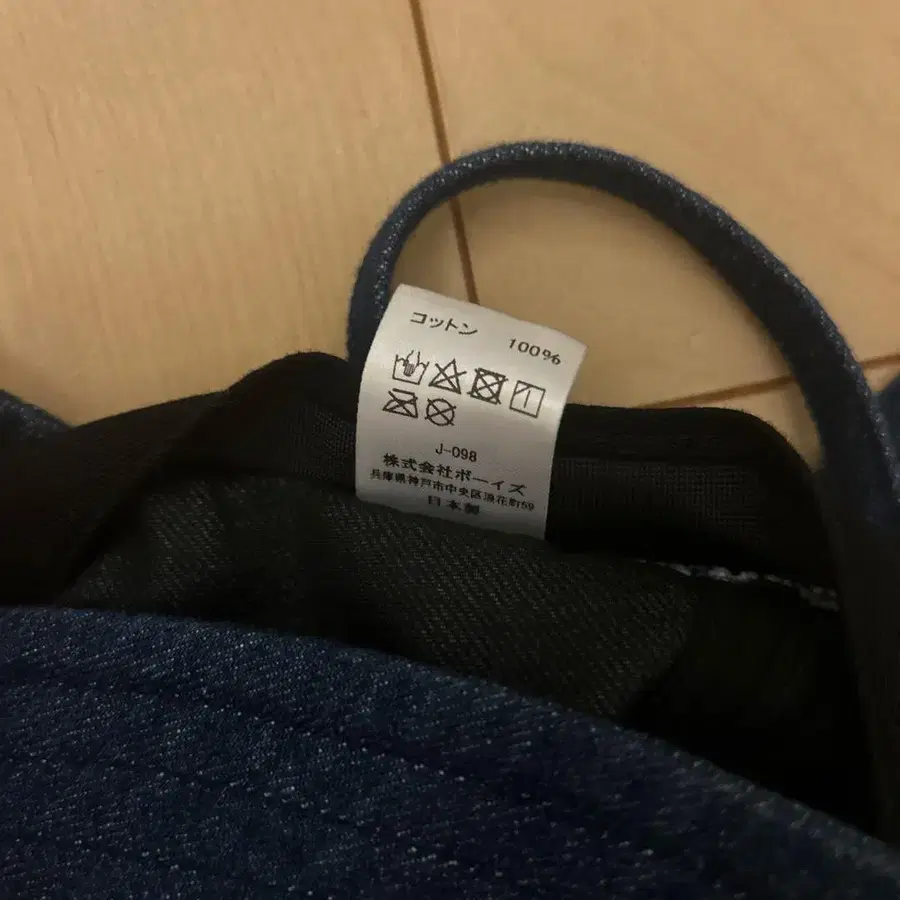 コットン 100%
J-098
株式会社ボーイズ
兵庫県神戸市中央区浪花町59
日本製